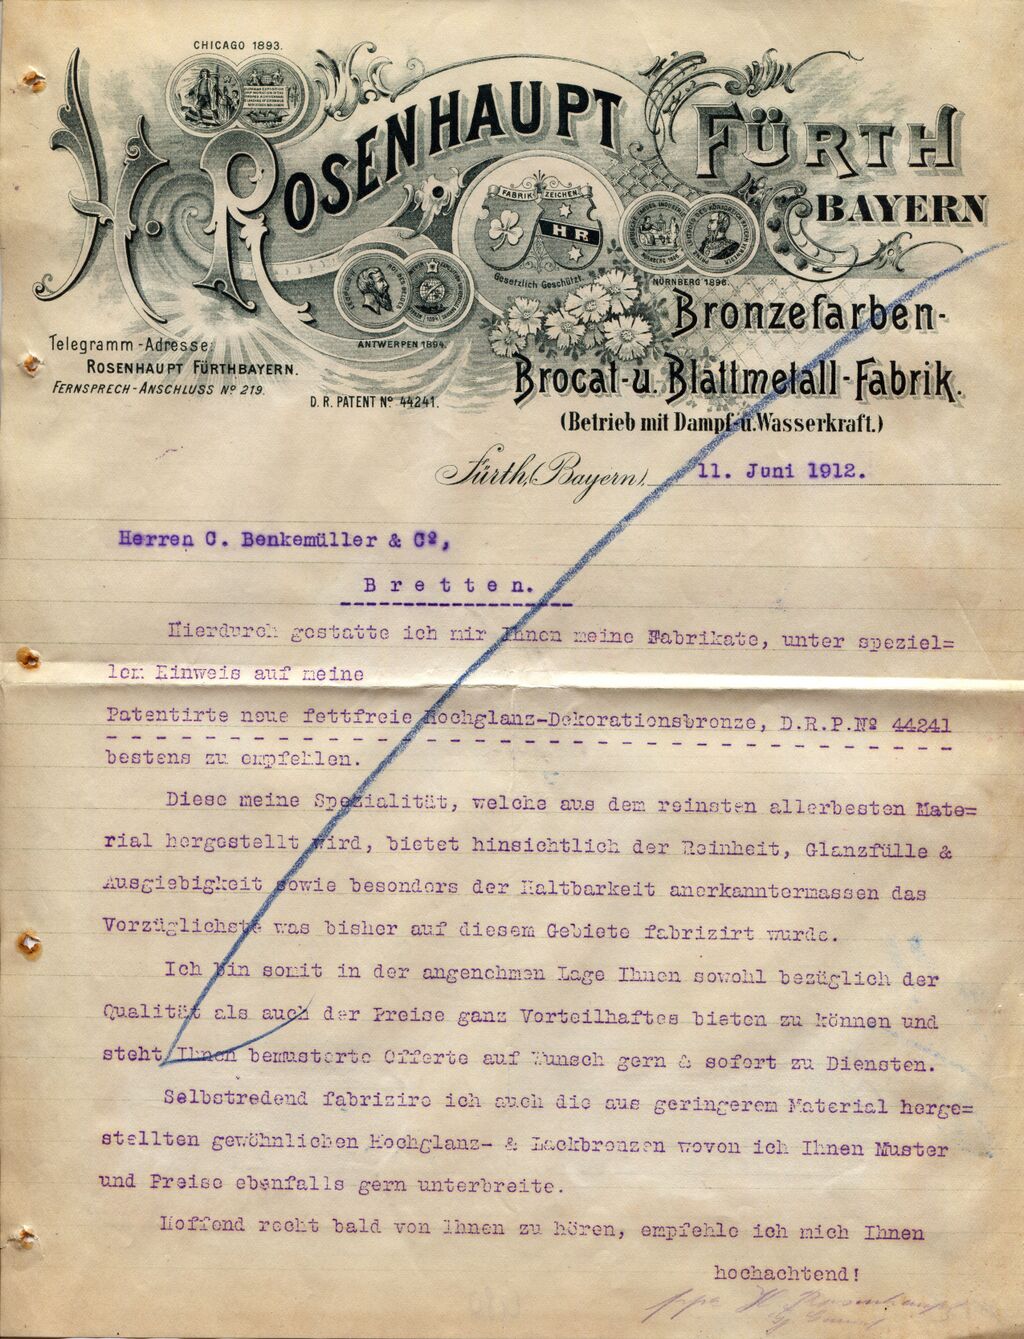 CHICAGO 1893.
H. ROSENHAUPT
FÜRTH
BAYERN
FABRIK ZEICHEN
HR
Gesetzlich Geschützt.
NÜRNBERG 1896.
ANTWERPEN 1894.
Telegramm-Adresse:
ROSENHAUPT FÜRTHBAYERN.
FERNSPRECH-ANSCHLUSS Nº 219.
D. R. PATENT Nº 44241.
Bronzefarben-
Brocat-u. Blattmetall-Fabrik.
(Betrieb mit Dampf-u. Wasserkraft.)
Fürth, (Bayern), 11. Juni 1912.
Herren C. Benkemüller & Cº,
Bretten.
Hierdurch gestatte ich mir Ihnen meine Fabrikate, unter speziel=
lem Hinweis auf meine
Patentirte neue fettfreie Hochglanz-Dekorationsbronze, D.R.P.Nº 44241
bestens zu empfehlen.
Diese meine Spezialität, welche aus dem reinsten allerbesten Mate=
rial hergestellt wird, bietet hinsichtlich der Reinheit, Glanzfülle &
Ausgiebigkeit sowie besonders der Haltbarkeit anerkanntermassen das
Vorzüglichste was bisher auf diesem Gebiete fabrizirt wurde.
Ich bin somit in der angenehmen Lage Ihnen sowohl bezüglich der
Qualität als auch der Preise ganz Vorteilhaftes bieten zu können und
steht Ihnen bemusterte Offerte auf Wunsch gern & sofort zu Diensten.
Selbstredend fabrizire ich auch die aus geringerem Material herge=
stellten gewöhnlichen Hochglanz- & Lackbronzen wovon ich Ihnen Muster
und Preise ebenfalls gern unterbreite.
Hoffend recht bald von Ihnen zu hören, empfehle ich mich Ihnen
hochachtend!
ppa H. Rosenhaupt